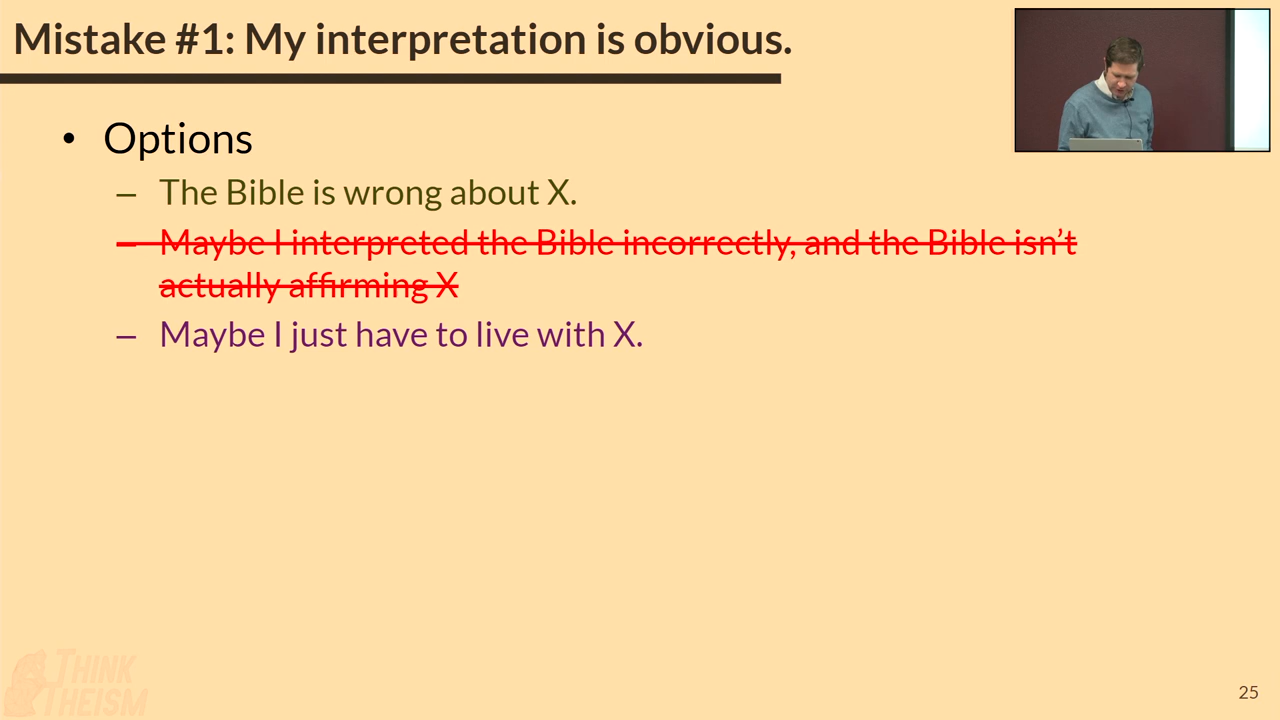 Mistake #1: My interpretation is obvious.
• Options
– The Bible is wrong about X.
– Maybe I interpreted the Bible incorrectly, and the Bible isn’t
actually affirming X
– Maybe I just have to live with X.
THINK
THEISM
25